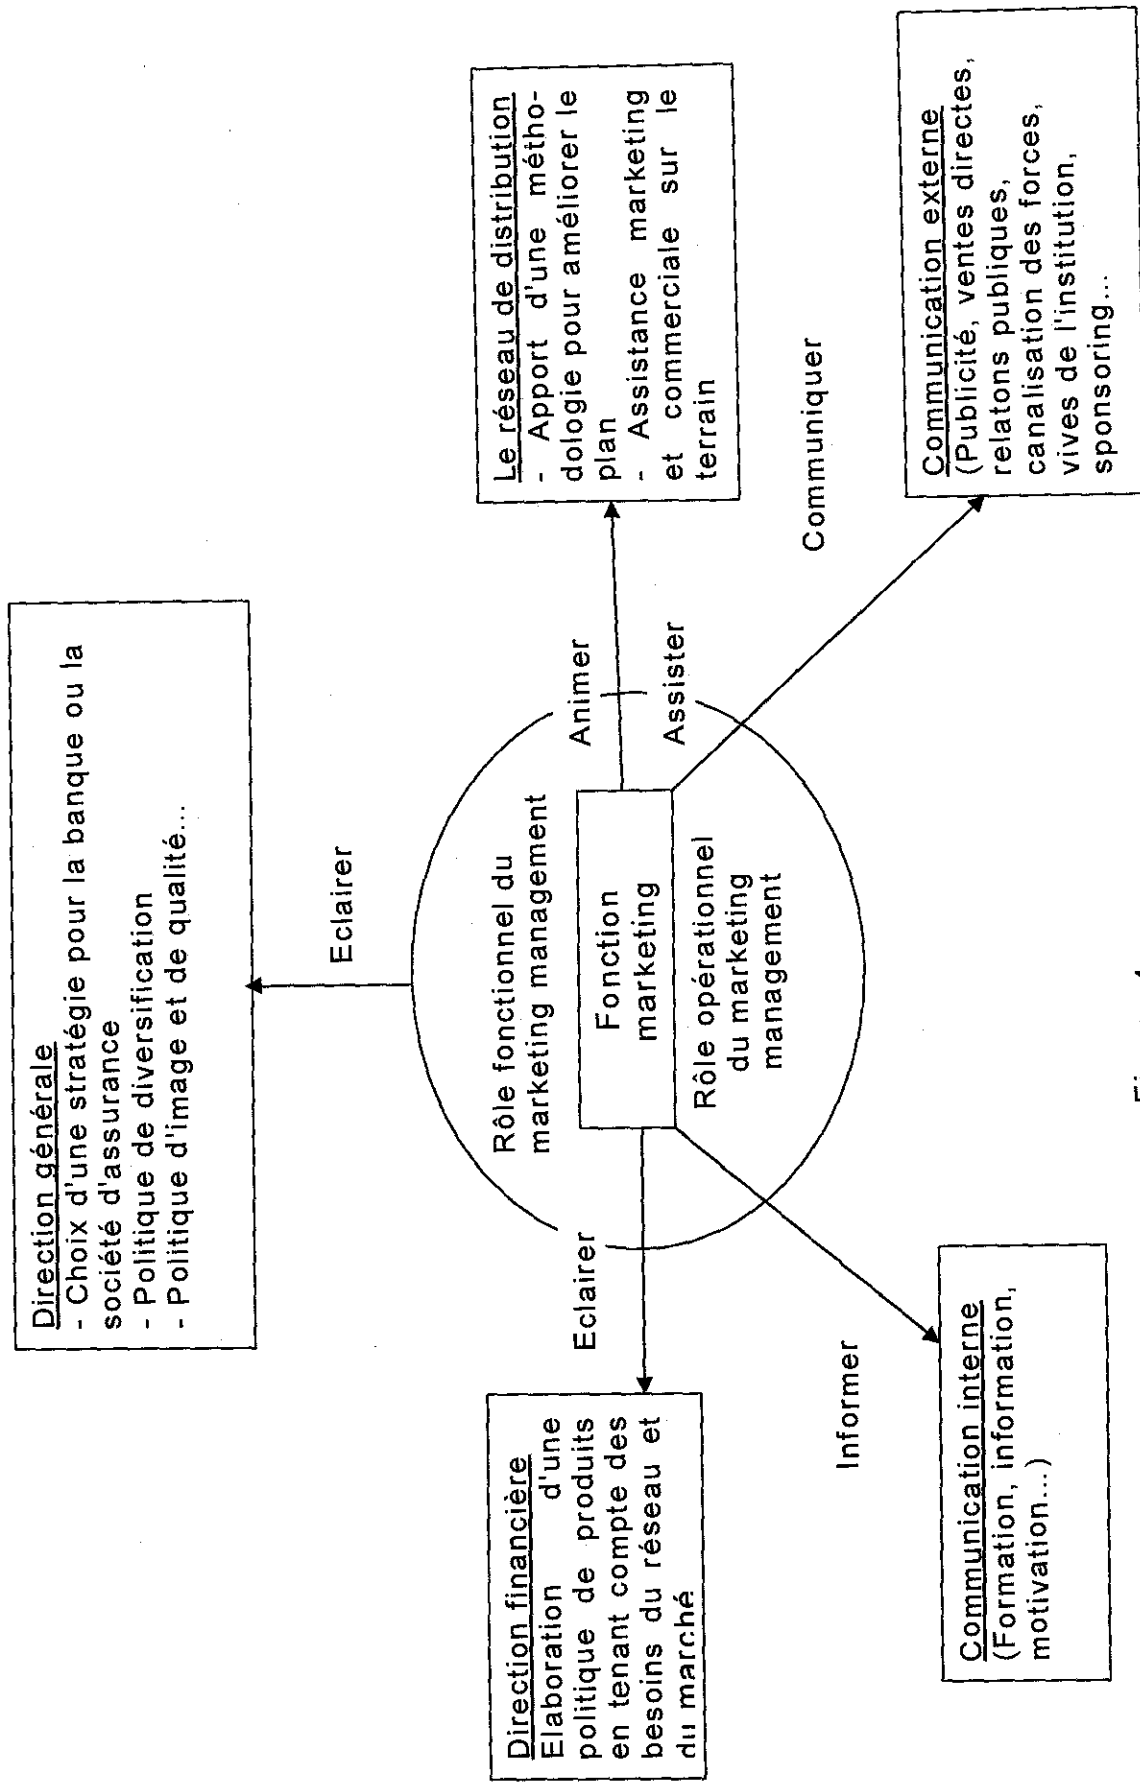 Direction générale
- Choix d'une stratégie pour la banque ou la
société d'assurance
- Politique de diversification
- Politique d'image et de qualité...
Eclairer
Direction financière
Elaboration d'une
politique de produits
en tenant compte des
besoins du réseau et
du marché
Eclairer
Rôle fonctionnel du
marketing management
Fonction
marketing
Rôle opérationnel
du marketing
management
Animer
Assister
Le réseau de distribution
- Apport d'une métho-
dologie pour améliorer le
plan
- Assistance marketing
et commerciale sur le
terrain
Informer
Communiquer
Communication interne
(Formation, information,
motivation...)
Communication externe
(Publicité, ventes directes,
relatons publiques,
canalisation des forces,
vives de l'institution,
sponsoring...